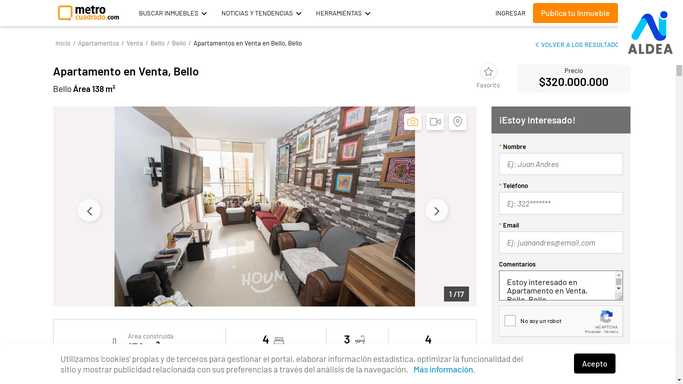 metro
cuadrado.com
BUSCAR INMUEBLES
NOTICIAS Y TENDENCIAS
HERRAMIENTAS
INGRESAR
Publica tu Inmueble
ALDEA
Inicio / Apartamentos / Venta / Bello / Bello / Apartamentos en Venta en Bello, Bello
VOLVER A LOS RESULTADO
Apartamento en Venta, Bello
Bello Área 138 m²
Favorito
Precio
$320.000.000
HOUM
1 / 17
¡Estoy Interesado!
* Nombre
Ej: Juan Andres
* Teléfono
Ej: 322*******
* Email
Ej: juanandres@email.com
Comentarios
Estoy interesado en
Apartamento en Venta,
Bello, Bello
No soy un robot
reCAPTCHA
Privacidad - Términos
Área construida
4
3
4
Utilizamos 'cookies' propias y de terceros para gestionar el portal, elaborar información estadística, optimizar la funcionalidad del
sitio y mostrar publicidad relacionada con sus preferencias a través del análisis de la navegación. Más información.
Acepto